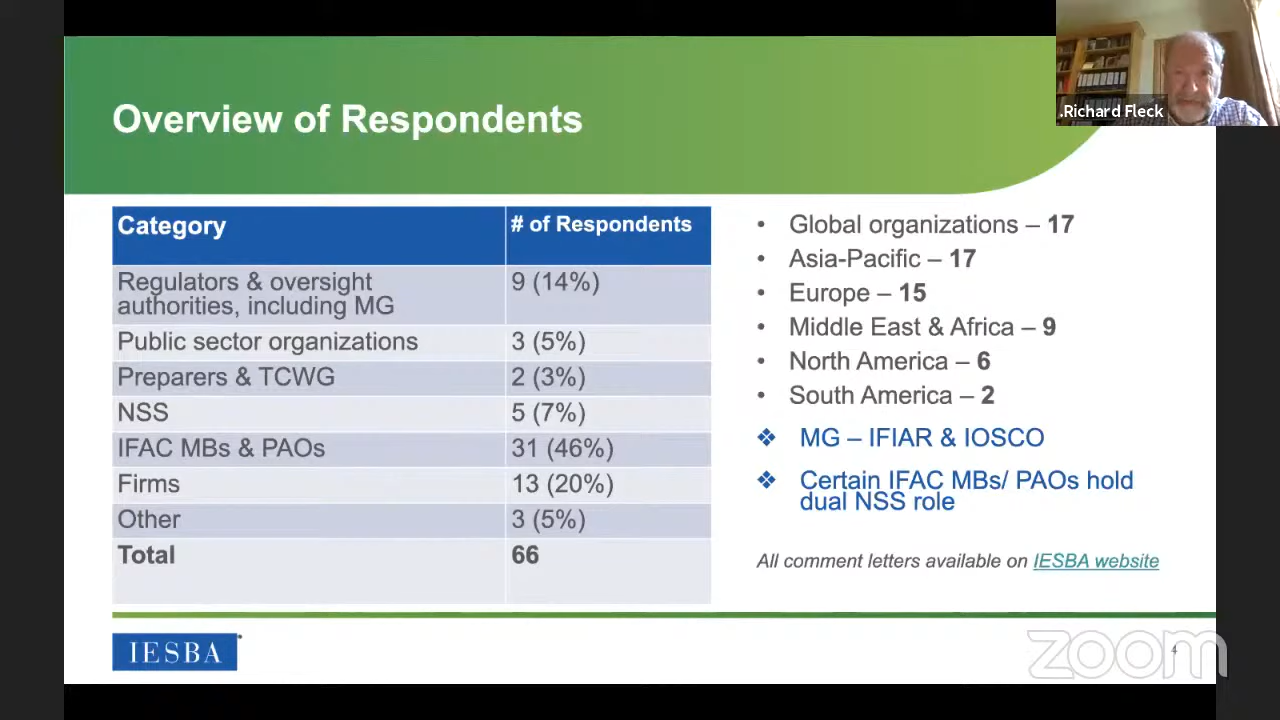 .Richard Fleck
Overview of Respondents
Category
# of Respondents
Regulators & oversight
authorities, including MG
9 (14%)
Public sector organizations
3 (5%)
Preparers & TCWG
2 (3%)
NSS
5 (7%)
IFAC MBs & PAOs
31 (46%)
Firms
13 (20%)
Other
3 (5%)
Total
66
• Global organizations – 17
• Asia-Pacific – 17
• Europe – 15
• Middle East & Africa – 9
• North America – 6
• South America – 2
❖ MG – IFIAR & IOSCO
❖ Certain IFAC MBs/ PAOs hold
dual NSS role
All comment letters available on IESBA website
IESBA
zoom
4